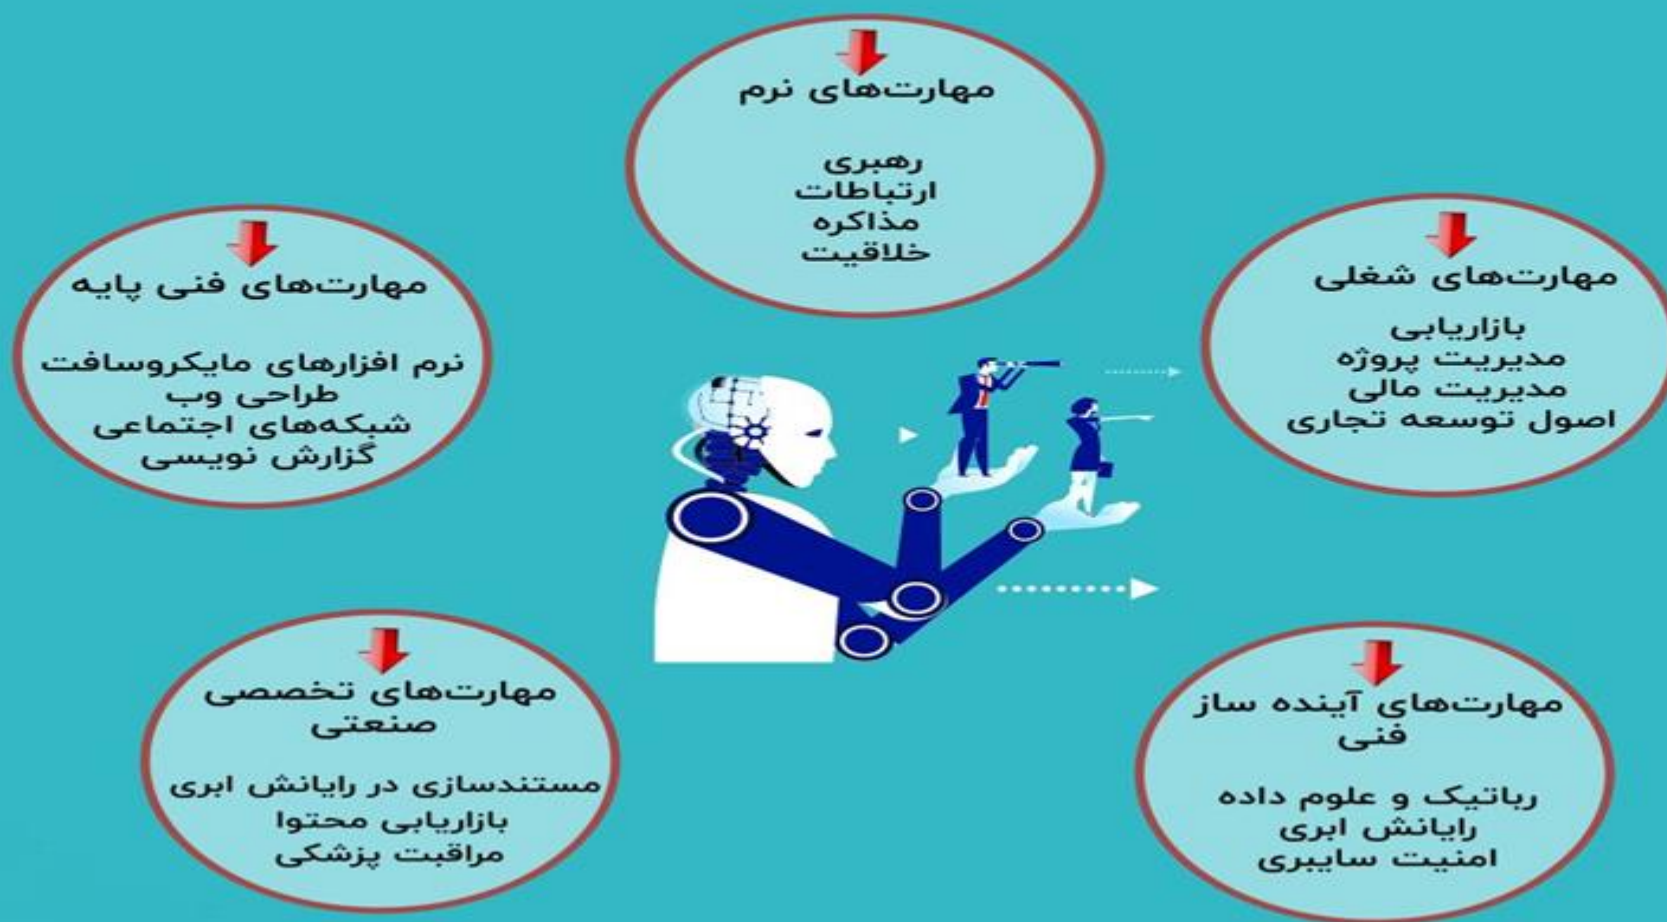 مهارت‌های نرم
رهبری
ارتباطات
مذاکره
خلاقیت
مهارت‌های شغلی
بازاریابی
مدیریت پروژه
مدیریت مالی
اصول توسعه تجاری
مهارت‌های فنی پایه
نرم افزارهای مایکروسافت
طراحی وب
شبکه‌های اجتماعی
گزارش نویسی
مهارت‌های آینده ساز
فنی
رباتیک و علوم داده
رایانش ابری
امنیت سایبری
مهارت‌های تخصصی
صنعتی
مستندسازی در رایانش ابری
بازاریابی محتوا
مراقبت پزشکی